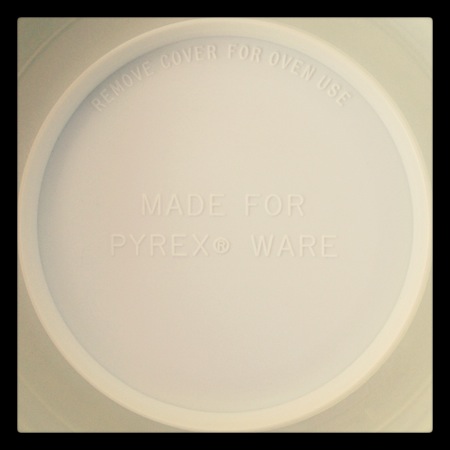 REMOVE COVER FOR OVEN USE
MADE FOR
PYREX® WARE